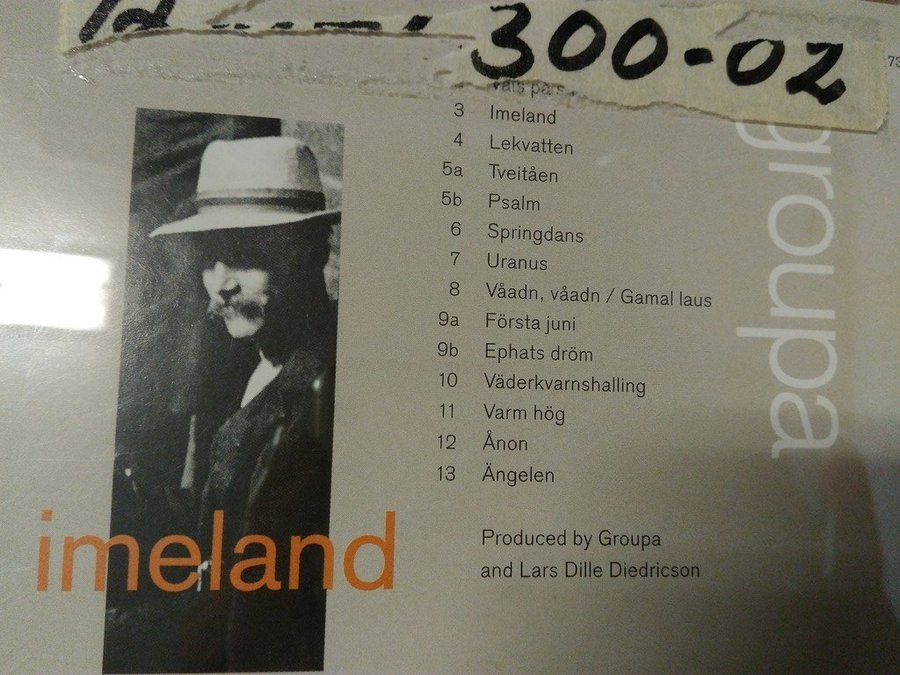 300-02
73
3 Imeland
4 Lekvatten
5a Tveitåen
5b Psalm
6 Springdans
7 Uranus
8 Våadn, våadn / Gamal laus
9a Första juni
9b Ephats dröm
10 Väderkvarnshalling
11 Varm hög
12 Ånon
13 Ängelen
Produced by Groupa
and Lars Dille Diedricson
groupa
imeland